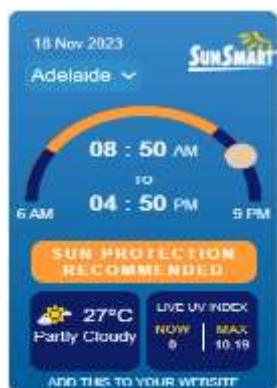 18 Nov 2023
SUNSMART
Adelaide
08 : 50 AM
TO
04 : 50 PM
6 AM
9 PM
SUN PROTECTION
RECOMMENDED
27°C
Partly Cloudy
LIVE UV INDEX
NOW
0
MAX
10.19
ADD THIS TO YOUR WEBSITE